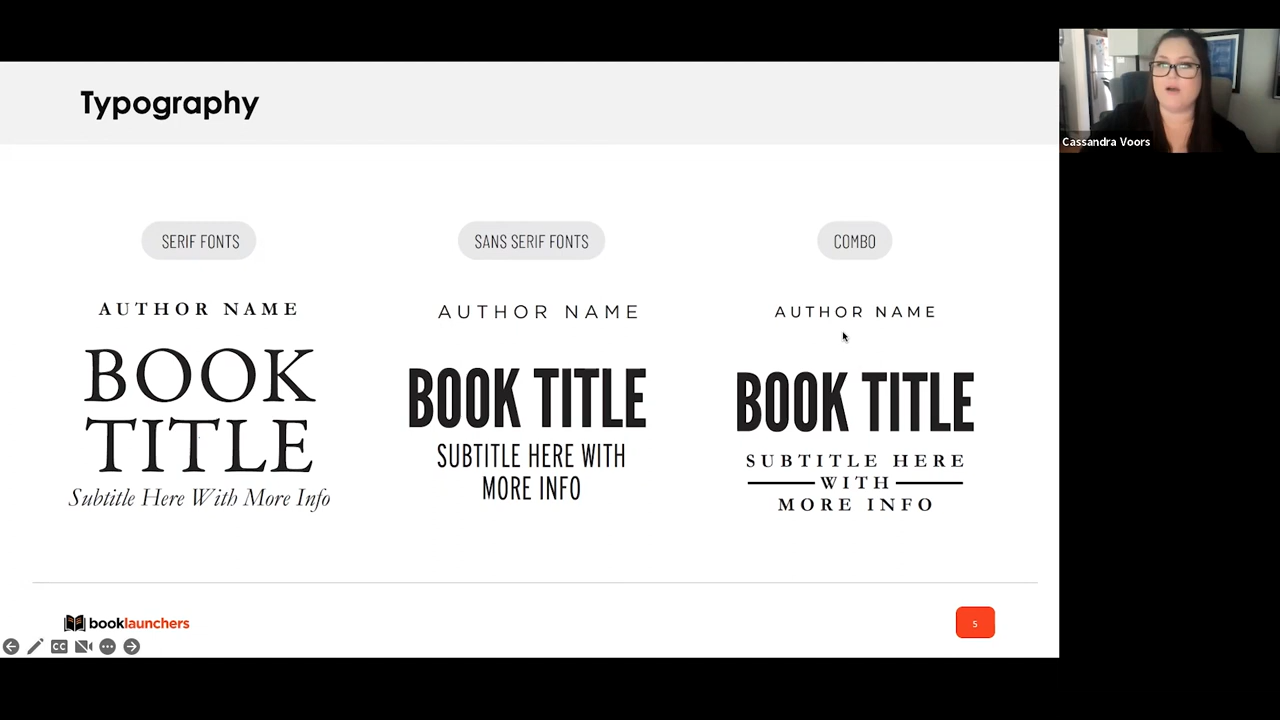 Typography
Cassandra Voors
SERIF FONTS
AUTHOR NAME
BOOK
TITLE
Subtitle Here With More Info
SANS SERIF FONTS
AUTHOR NAME
BOOK TITLE
SUBTITLE HERE WITH
MORE INFO
COMBO
AUTHOR NAME
BOOK TITLE
SUBTITLE HERE
WITH
MORE INFO
booklaunchers
5
CC